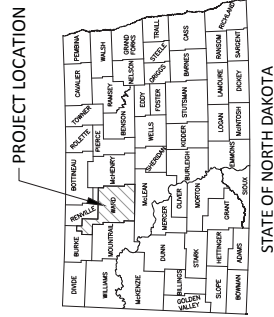 PROJECT LOCATION
DIVIDE
BURKE
RENVILLE
BOTTINEAU
ROLETTE
TOWNER
CAVALIER
PEMBINA
WILLIAMS
MOUNTRAIL
WARD
McHENRY
PIERCE
BENSON
RAMSEY
WALSH
NELSON
GRAND
FORKS
McKENZIE
McLEAN
SHERIDAN
WELLS
EDDY
FOSTER
GRIGGS
STEELE
TRAILL
DUNN
MERCER
OLIVER
BURLEIGH
KIDDER
STUTSMAN
BARNES
CASS
GOLDEN
VALLEY
BILLINGS
STARK
MORTON
SLOPE
HETTINGER
GRANT
EMMONS
LOGAN
LAMOURE
RANSOM
RICHLAND
BOWMAN
ADAMS
SIOUX
McINTOSH
DICKEY
SARGENT
STATE OF NORTH DAKOTA